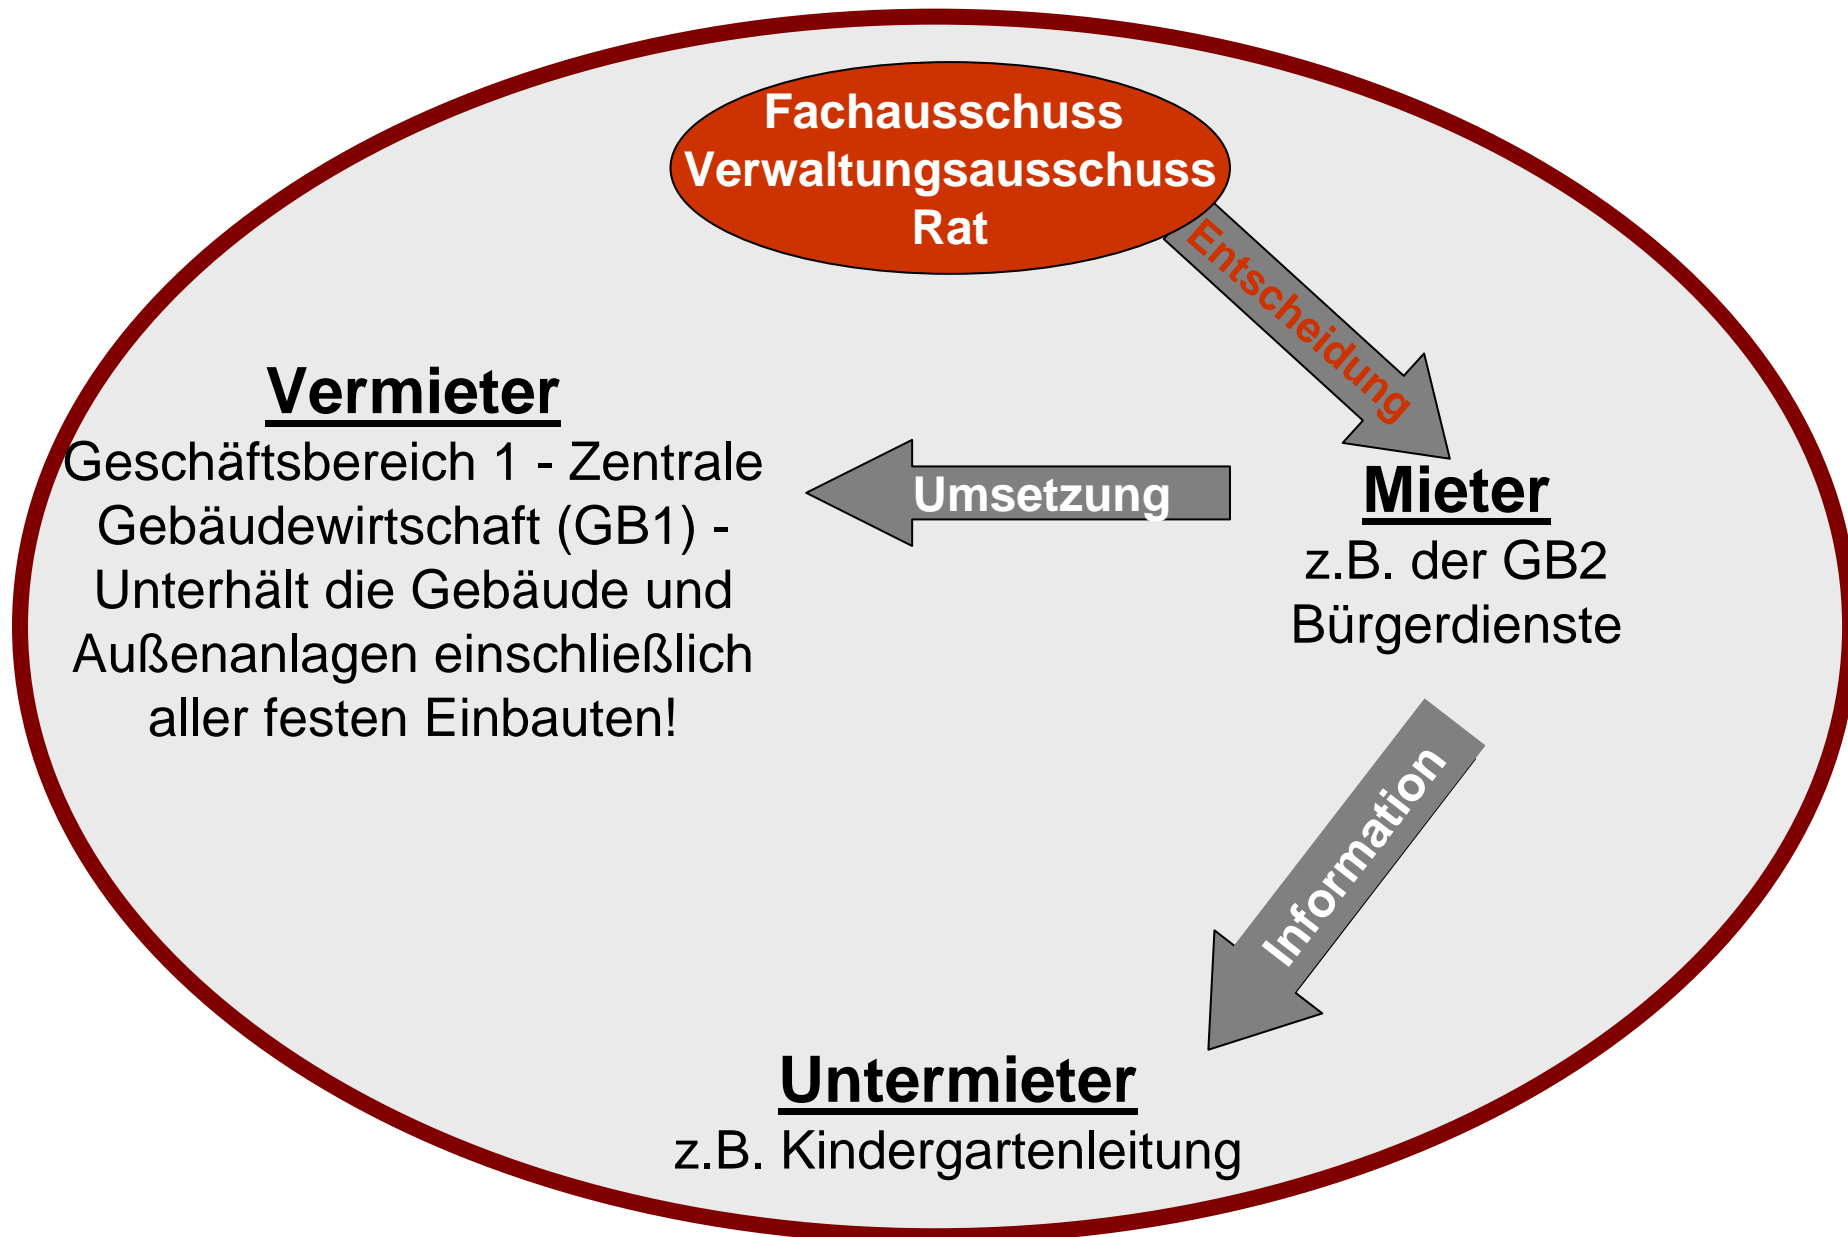 Fachausschuss
Verwaltungsausschuss
Rat
Entscheidung
Vermieter
Geschäftsbereich 1 - Zentrale
Gebäudewirtschaft (GB1) -
Unterhält die Gebäude und
Außenanlagen einschließlich
aller festen Einbauten!
Umsetzung
Mieter
z.B. der GB2
Bürgerdienste
Information
Untermieter
z.B. Kindergartenleitung